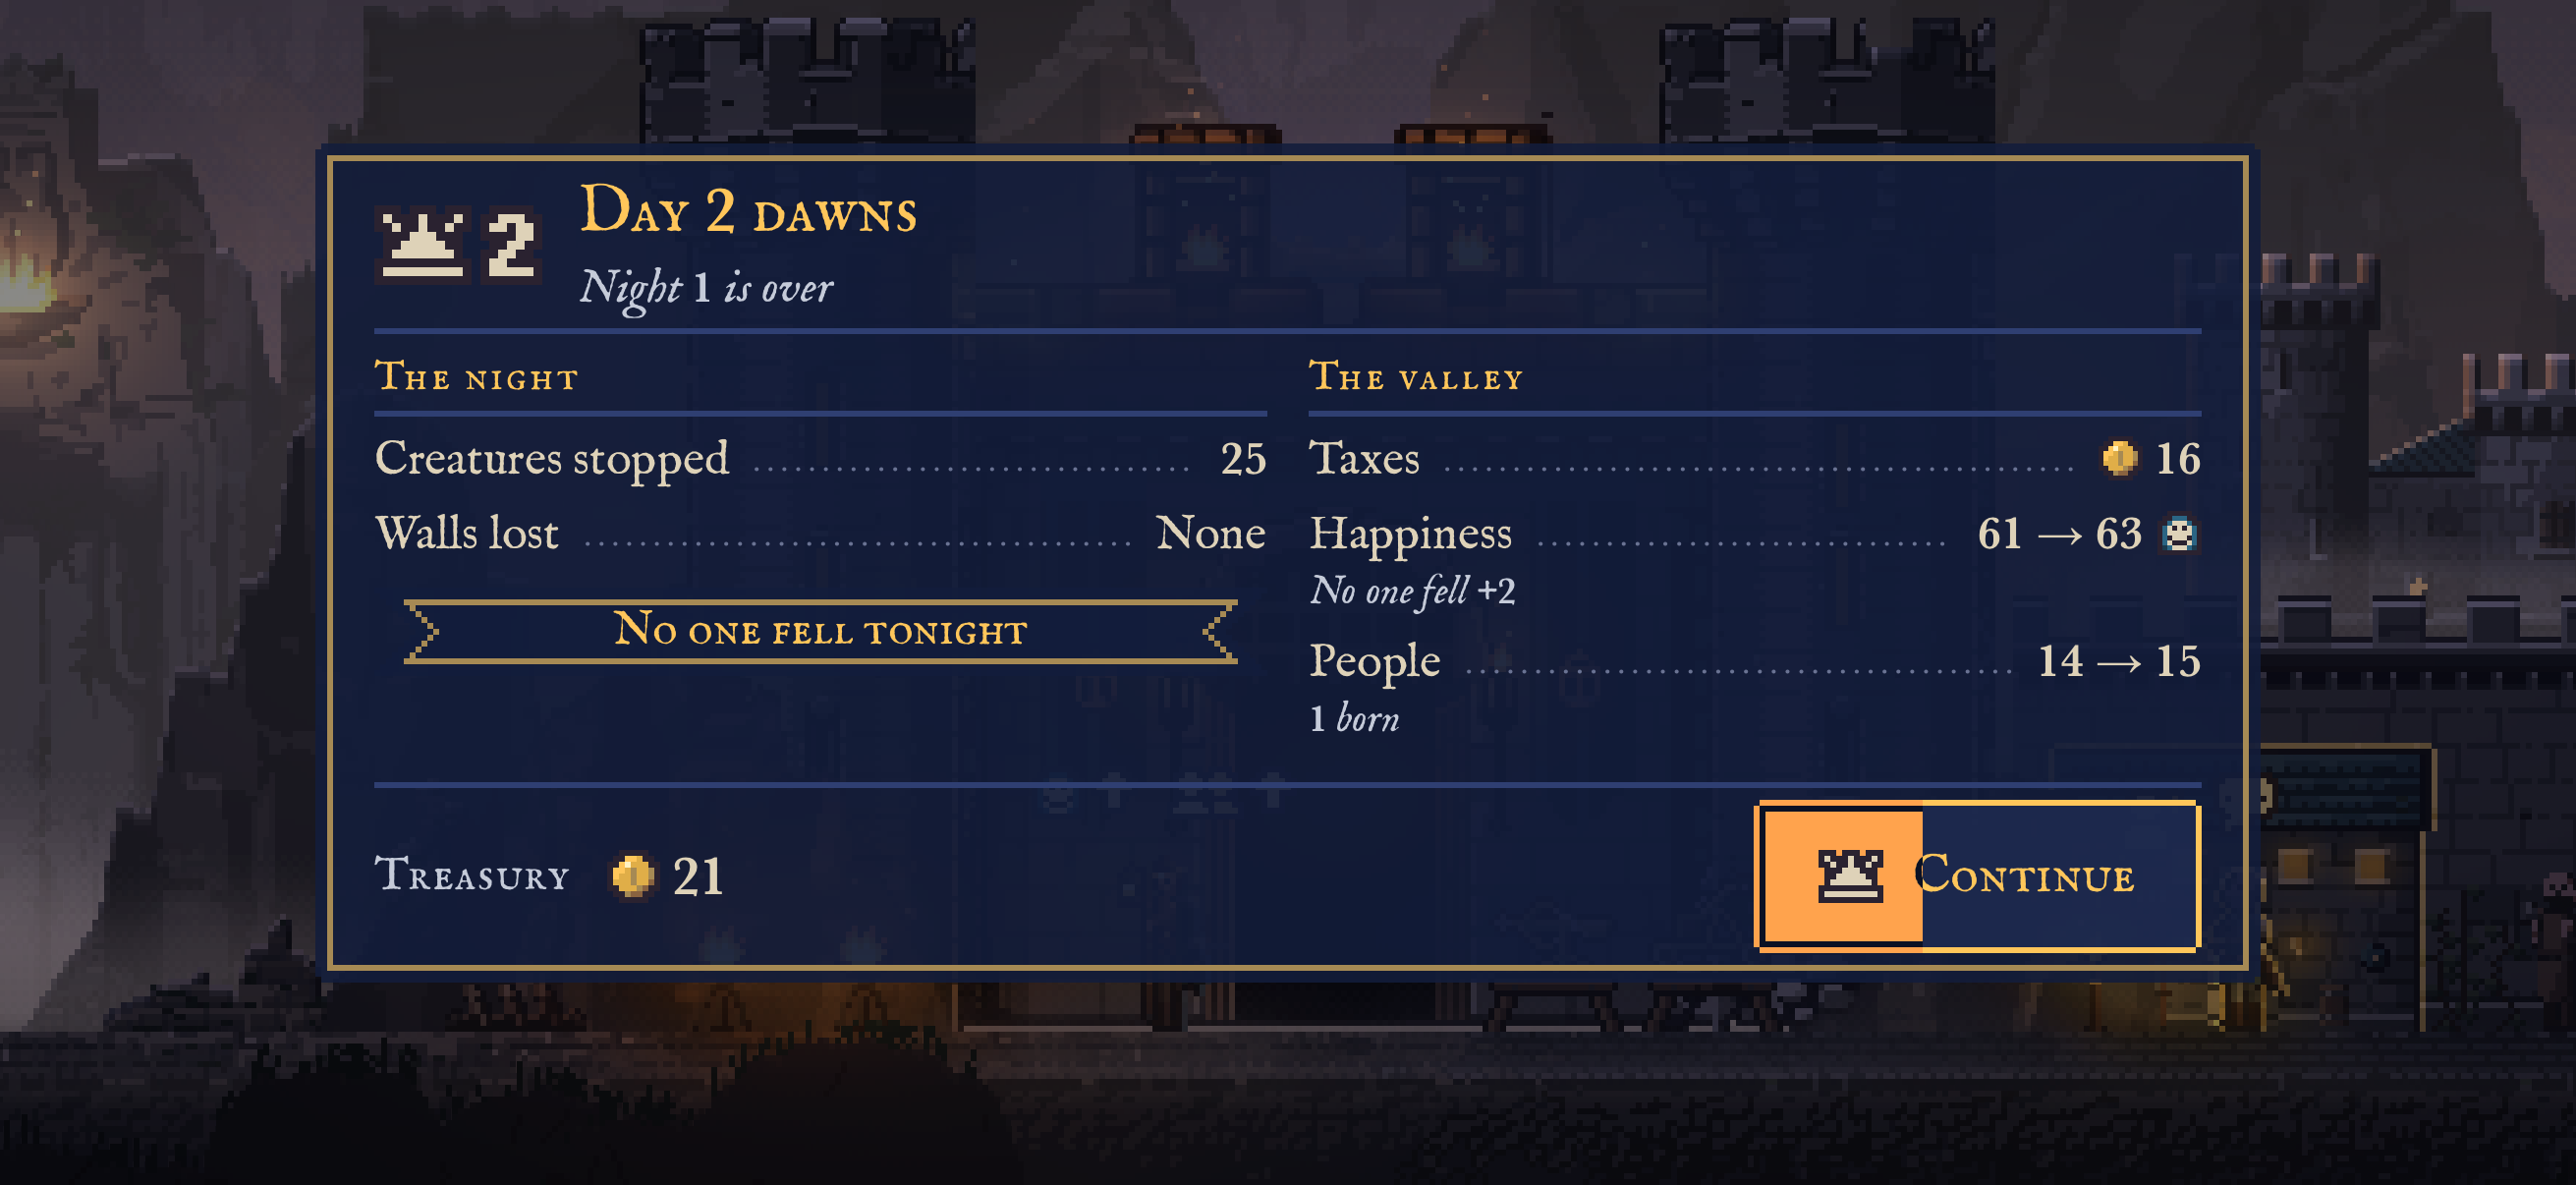 2
Day 2 dawns
Night 1 is over
The night
Creatures stopped 25
Walls lost None
No one fell tonight
The valley
Taxes 16
Happiness 61 → 63
No one fell +2
People 14 → 15
1 born
Treasury 21
Continue